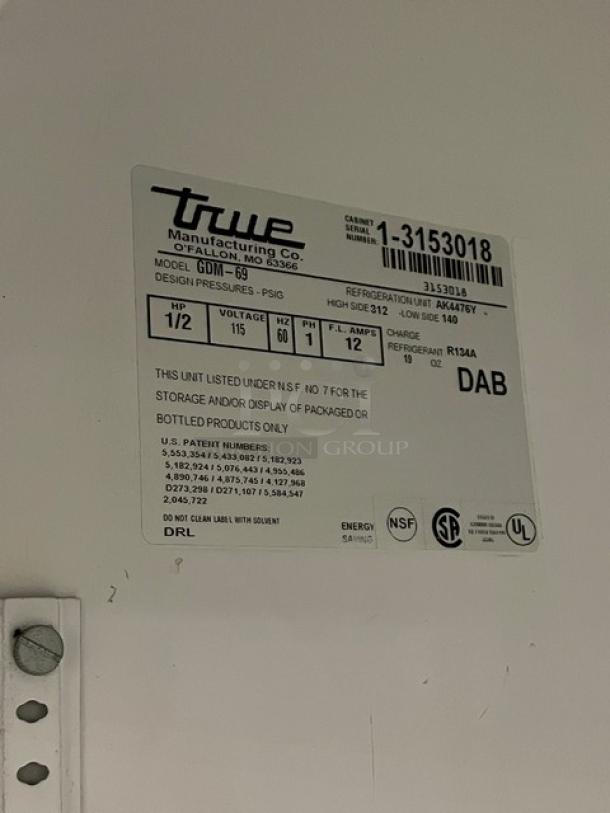 true
Manufacturing Co.
O'FALLON, MO 63366
CABINET
SERIAL
NUMBER: 1-3153018
3153018
MODEL GDM-69
REFRIGERATION UNIT AK4476Y
DESIGN PRESSURES - PSIG HIGH SIDE 312 -LOW SIDE 140
HP VOLTAGE HZ PH F.L. AMPS
1/2 115 60 1 12
CHARGE
REFRIGERANT R134A
19 OZ
DAB
THIS UNIT LISTED UNDER N.S.F. NO. 7 FOR THE
STORAGE AND/OR DISPLAY OF PACKAGED OR
BOTTLED PRODUCTS ONLY
U.S. PATENT NUMBERS:
5,553,354 / 5,433,082 / 5,182,923
5,182,924 / 5,076,443 / 4,955,486
4,890,746 / 4,875,745 / 4,127,968
D273,298 / D271,107 / 5,584,547
2,045,722
DO NOT CLEAN LABEL WITH SOLVENT
DRL
ENERGY
SAVING
NSF
SA
UL
GROUP